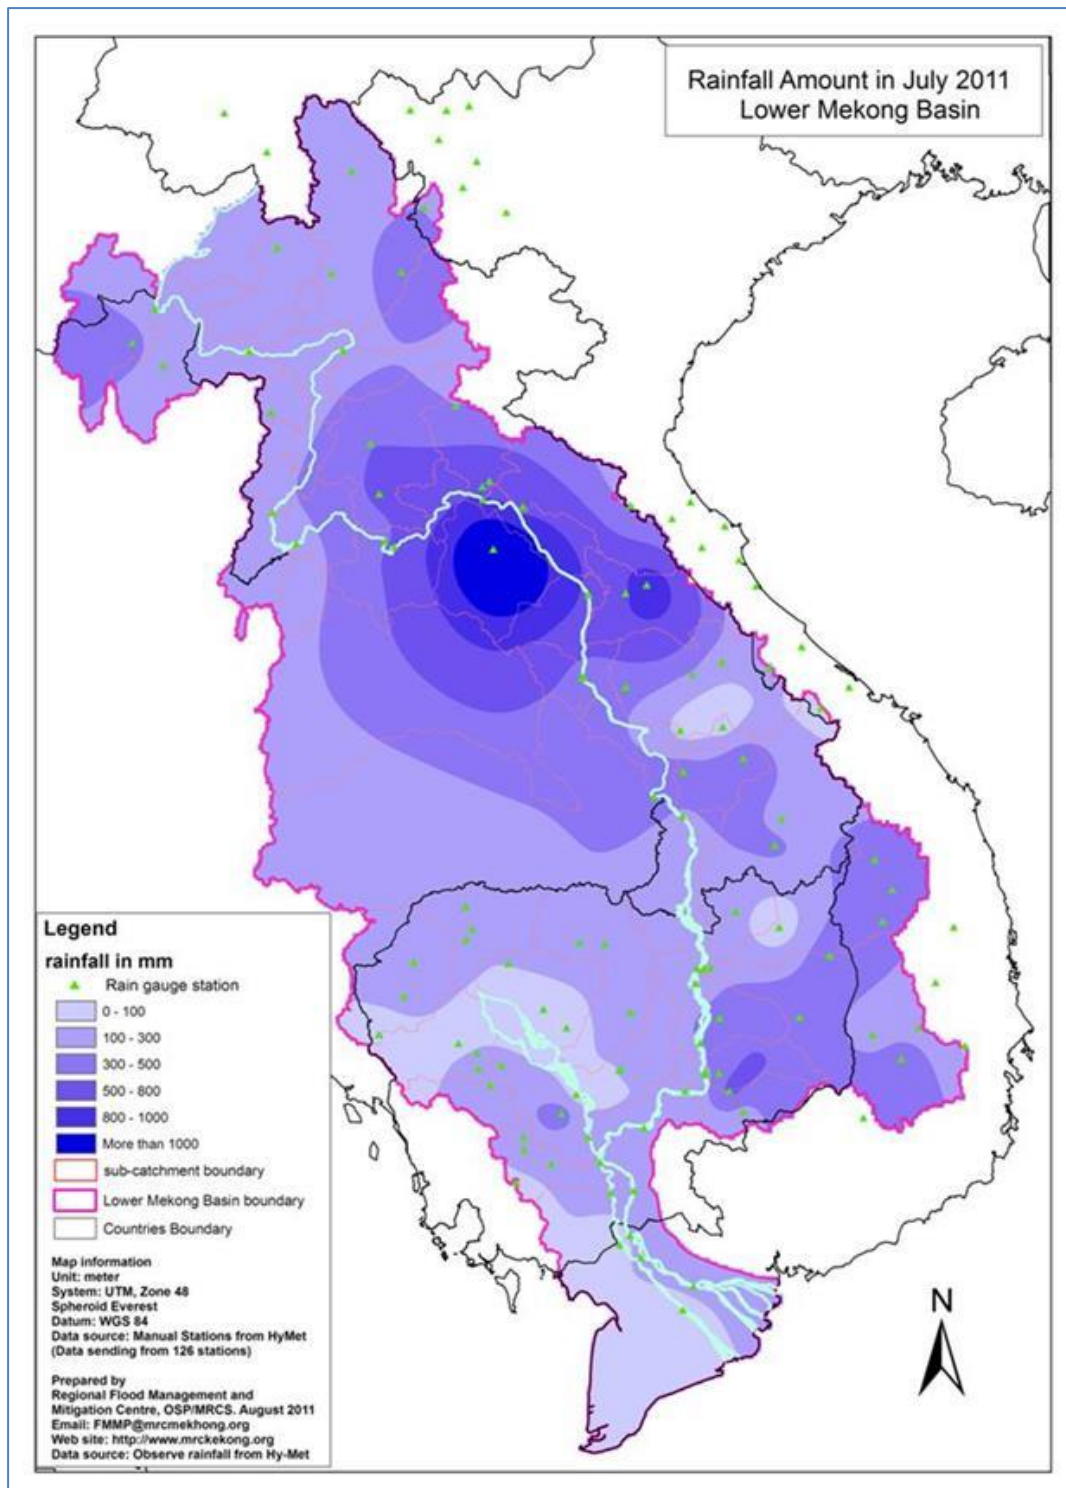 Rainfall Amount in July 2011
Lower Mekong Basin
Legend
rainfall in mm
Rain gauge station
0 - 100
100 - 300
300 - 500
500 - 800
800 - 1000
More than 1000
sub-catchment boundary
Lower Mekong Basin boundary
Countries Boundary
Map information
Unit: meter
System: UTM, Zone 48
Spheroid Everest
Datum: WGS 84
Data source: Manual Stations from HyMet
(Data sending from 126 stations)
Prepared by
Regional Flood Management and
Mitigation Centre, OSP/MRCS. August 2011
Email: FMMP@mrcmekhong.org
Web site: http://www.mrckekong.org
Data source: Observe rainfall from Hy-Met
N